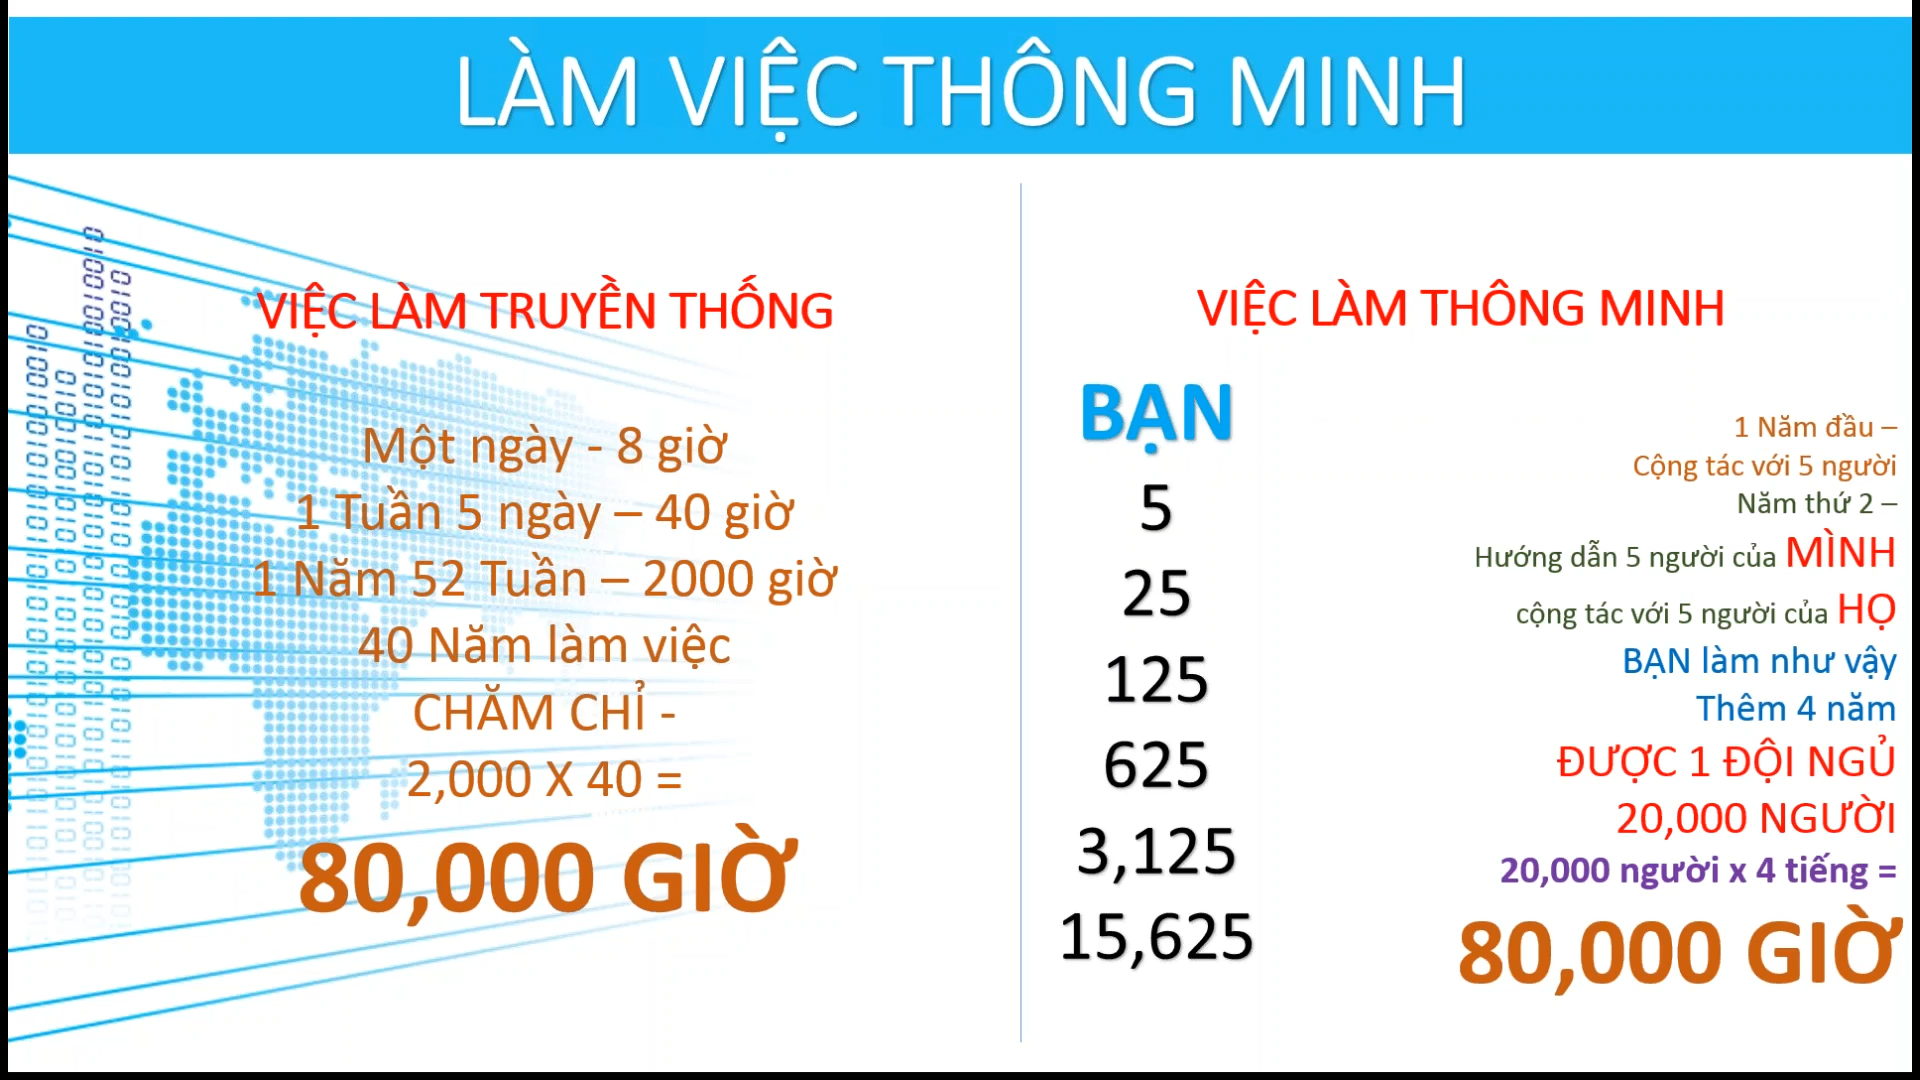 LÀM VIỆC THÔNG MINH
VIỆC LÀM TRUYỀN THỐNG
Một ngày - 8 giờ
1 Tuần 5 ngày – 40 giờ
1 Năm 52 Tuần – 2000 giờ
40 Năm làm việc
CHĂM CHỈ -
2,000 X 40 =
80,000 GIỜ
VIỆC LÀM THÔNG MINH
BẠN
5
25
125
625
3,125
15,625
1 Năm đầu –
Cộng tác với 5 người
Năm thứ 2 –
Hướng dẫn 5 người của MÌNH
cộng tác với 5 người của HỌ
BẠN làm như vậy
Thêm 4 năm
ĐƯỢC 1 ĐỘI NGỦ
20,000 NGƯỜI
20,000 người x 4 tiếng =
80,000 GIỜ